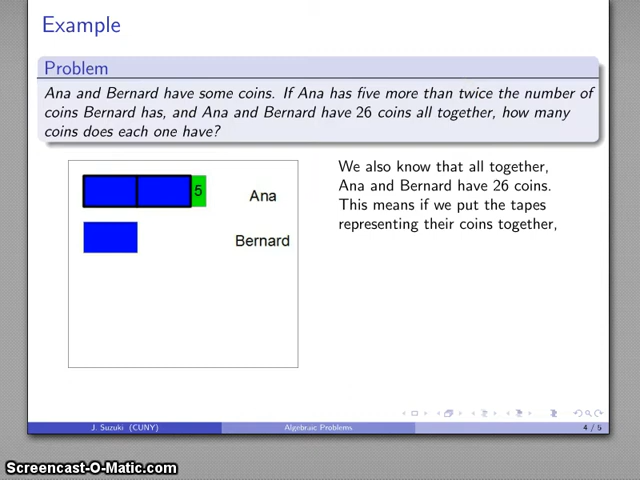 Example
Problem
Ana and Bernard have some coins. If Ana has five more than twice the number of
coins Bernard has, and Ana and Bernard have 26 coins all together, how many
coins does each one have?
5
Ana
Bernard
We also know that all together,
Ana and Bernard have 26 coins.
This means if we put the tapes
representing their coins together,
J. Suzuki (CUNY)
Algebraic Problems
4 / 5
Screencast-O-Matic.com